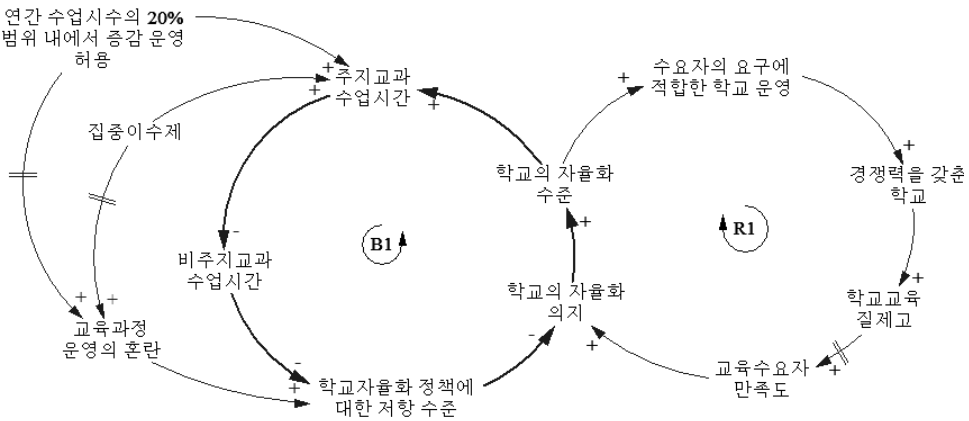 연간 수업시수의 20%
범위 내에서 증감 운영
허용
+
주지교과
수업시간
+
+
집중이수제
수요자의 요구에
적합한 학교 운영
+
+
경쟁력을 갖춘
학교
학교의 자율화
수준
+
B1
R1
-
비주지교과
수업시간
학교의 자율화
의지
+
학교교육
질제고
+
+
교육과정
운영의 혼란
-
+
-
+
+
교육수요자
만족도
학교자율화 정책에
대한 저항 수준